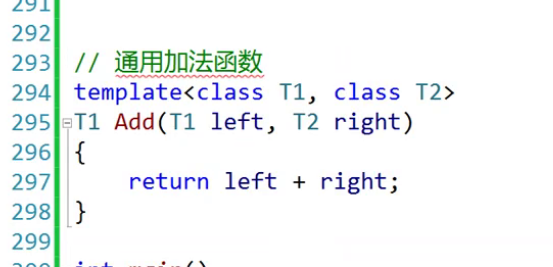 291
292
293 // 通用加法函数
294 template<class T1, class T2>
295 T1 Add(T1 left, T2 right)
296 {
297 return left + right;
298 }
299
int main()